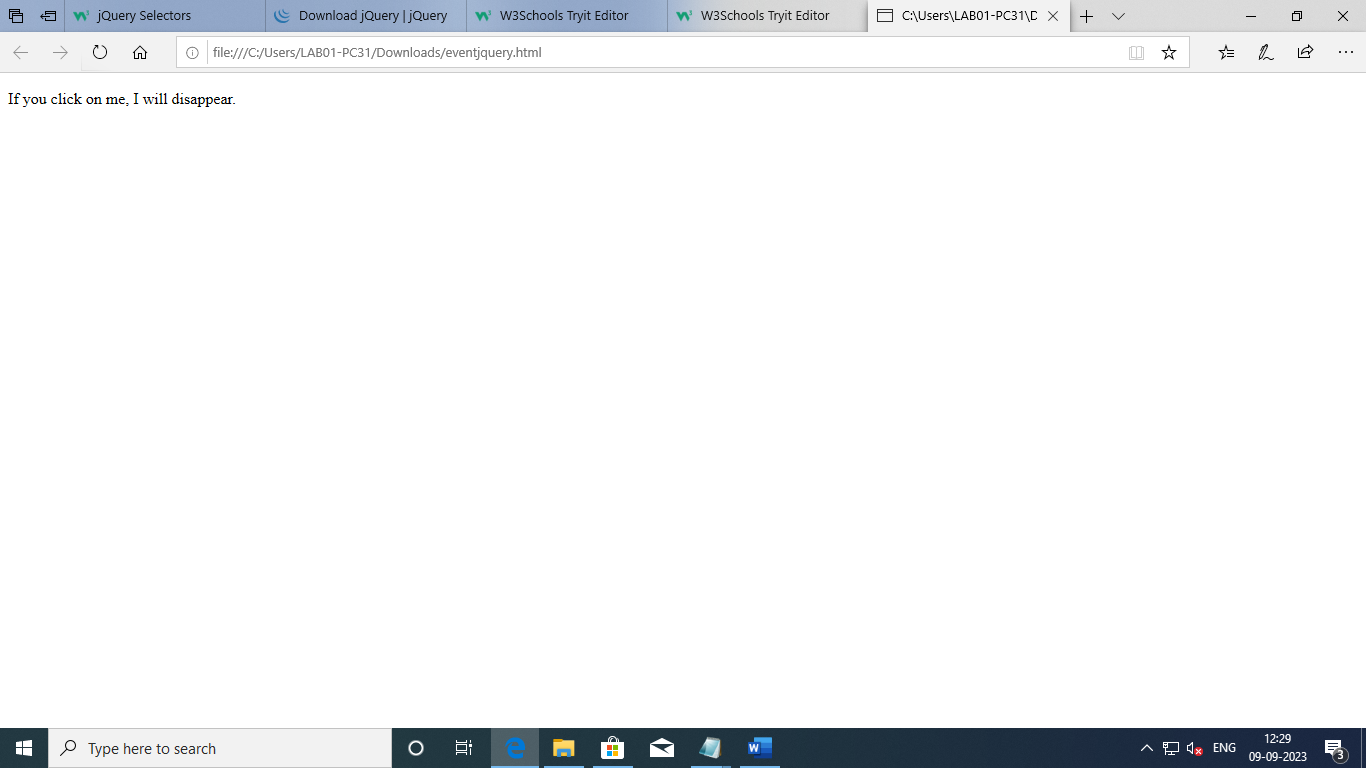 jQuery Selectors
Download jQuery | jQuery
W3Schools Tryit Editor
W3Schools Tryit Editor
C:\Users\LAB01-PC31\D
file:///C:/Users/LAB01-PC31/Downloads/eventjquery.html
If you click on me, I will disappear.
Type here to search
ENG
12:29
09-09-2023
3